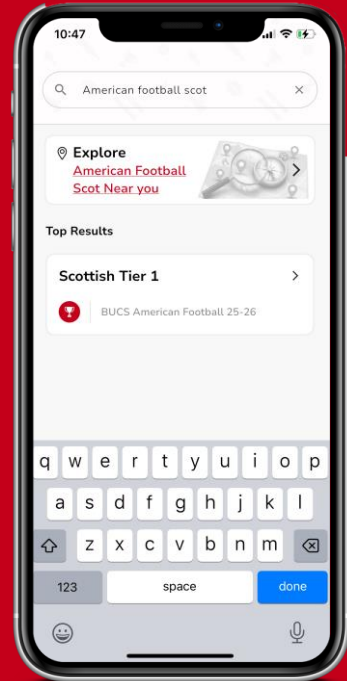 10:47
American football scot
Explore
American Football
Scot Near you
Top Results
Scottish Tier 1
BUCS American Football 25-26
q w e r t y u i o p
a s d f g h j k l
z x c v b n m
123 space done